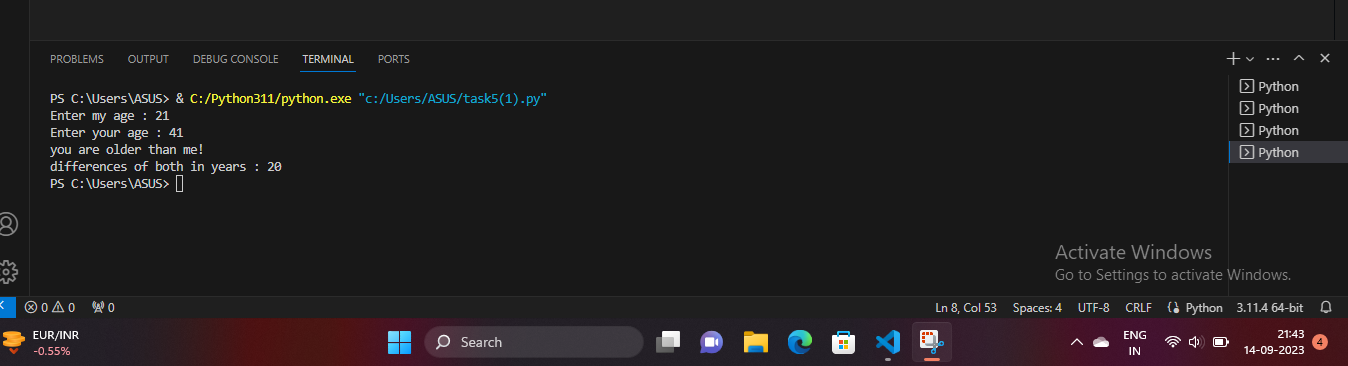 PROBLEMS OUTPUT DEBUG CONSOLE TERMINAL PORTS
PS C:\Users\ASUS> & C:/Python311/python.exe "c:/Users/ASUS/task5(1).py"
Enter my age : 21
Enter your age : 41
you are older than me!
differences of both in years : 20
PS C:\Users\ASUS>
Python
Python
Python
Python
Activate Windows
Go to Settings to activate Windows.
0 0 0 Ln 8, Col 53 Spaces: 4 UTF-8 CRLF Python 3.11.4 64-bit
EUR/INR
-0.55%
Search
ENG
IN
21:43
14-09-2023
4